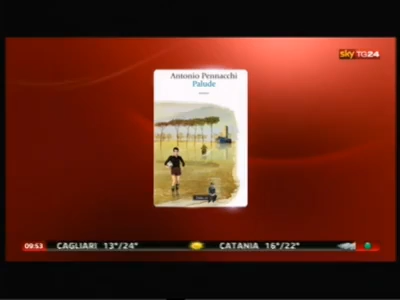 sky TG24
Antonio Pennacchi
Palude
09:53 CAGLIARI 13°/24° CATANIA 16°/22°